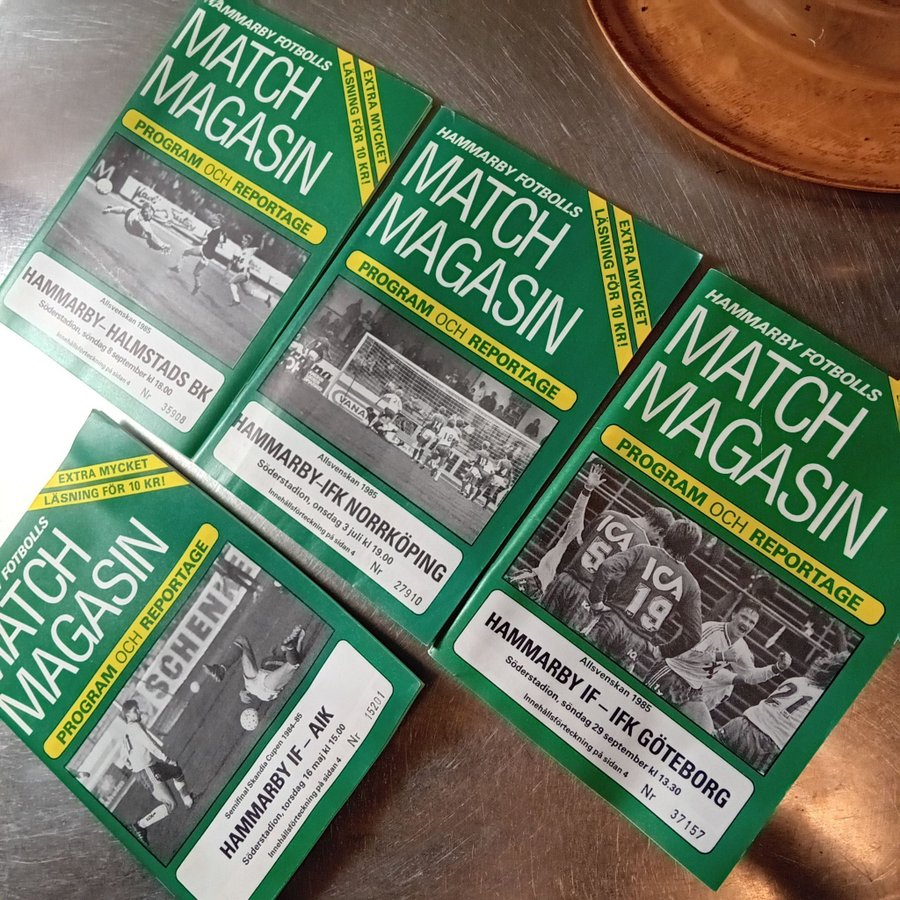 HAMMARBY FOTBOLLS
MATCH
MAGASIN
EXTRA MYCKET
LÄSNING FÖR 10 KR!
PROGRAM OCH REPORTAGE
Allsvenskan 1985
HAMMARBY–HALMSTADS BK
Söderstadion, söndag 8 september kl 18.00
Innehållsförteckning på sidan 4
Nr 35908
HAMMARBY FOTBOLLS
MATCH
MAGASIN
EXTRA MYCKET
LÄSNING FÖR 10 KR!
PROGRAM OCH REPORTAGE
VANA
Allsvenskan 1985
HAMMARBY-IFK NORRKÖPING
Söderstadion, onsdag 3 juli kl 19.00
Innehållsförteckning på sidan 4
Nr 27910
HAMMARBY FOTBOLLS
MATCH
MAGASIN
PROGRAM OCH REPORTAGE
ICA
5
ICA
19
21
Allsvenskan 1985
HAMMARBY IF – IFK GÖTEBORG
Söderstadion, söndag 29 september kl 13.30
Innehållsförteckning på sidan 4
Nr 37157
EXTRA MYCKET
LÄSNING FÖR 10 KR!
FOTBOLLS
MATCH
MAGASIN
PROGRAM OCH REPORTAGE
SCHENKE
Semifinal Skandia Cupen 1984-85
HAMMARBY IF – AIK
Söderstadion, torsdag 16 maj kl 15.00
Innehållsförteckning på sidan 4
Nr 15201